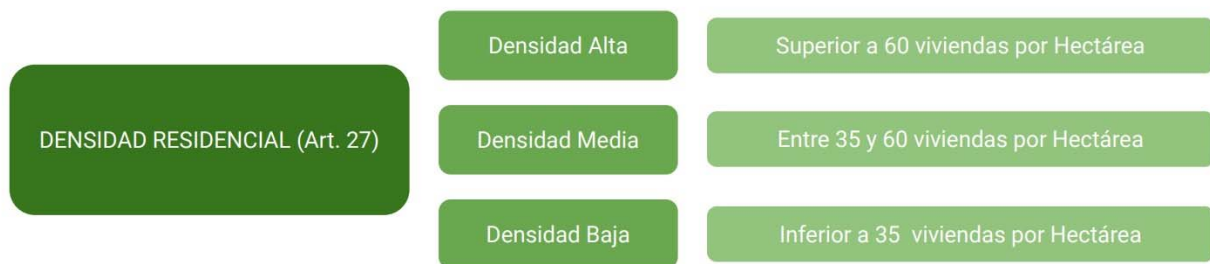 DENSIDAD RESIDENCIAL (Art. 27)
Densidad Alta
Superior a 60 viviendas por Hectárea
Densidad Media
Entre 35 y 60 viviendas por Hectárea
Densidad Baja
Inferior a 35  viviendas por Hectárea